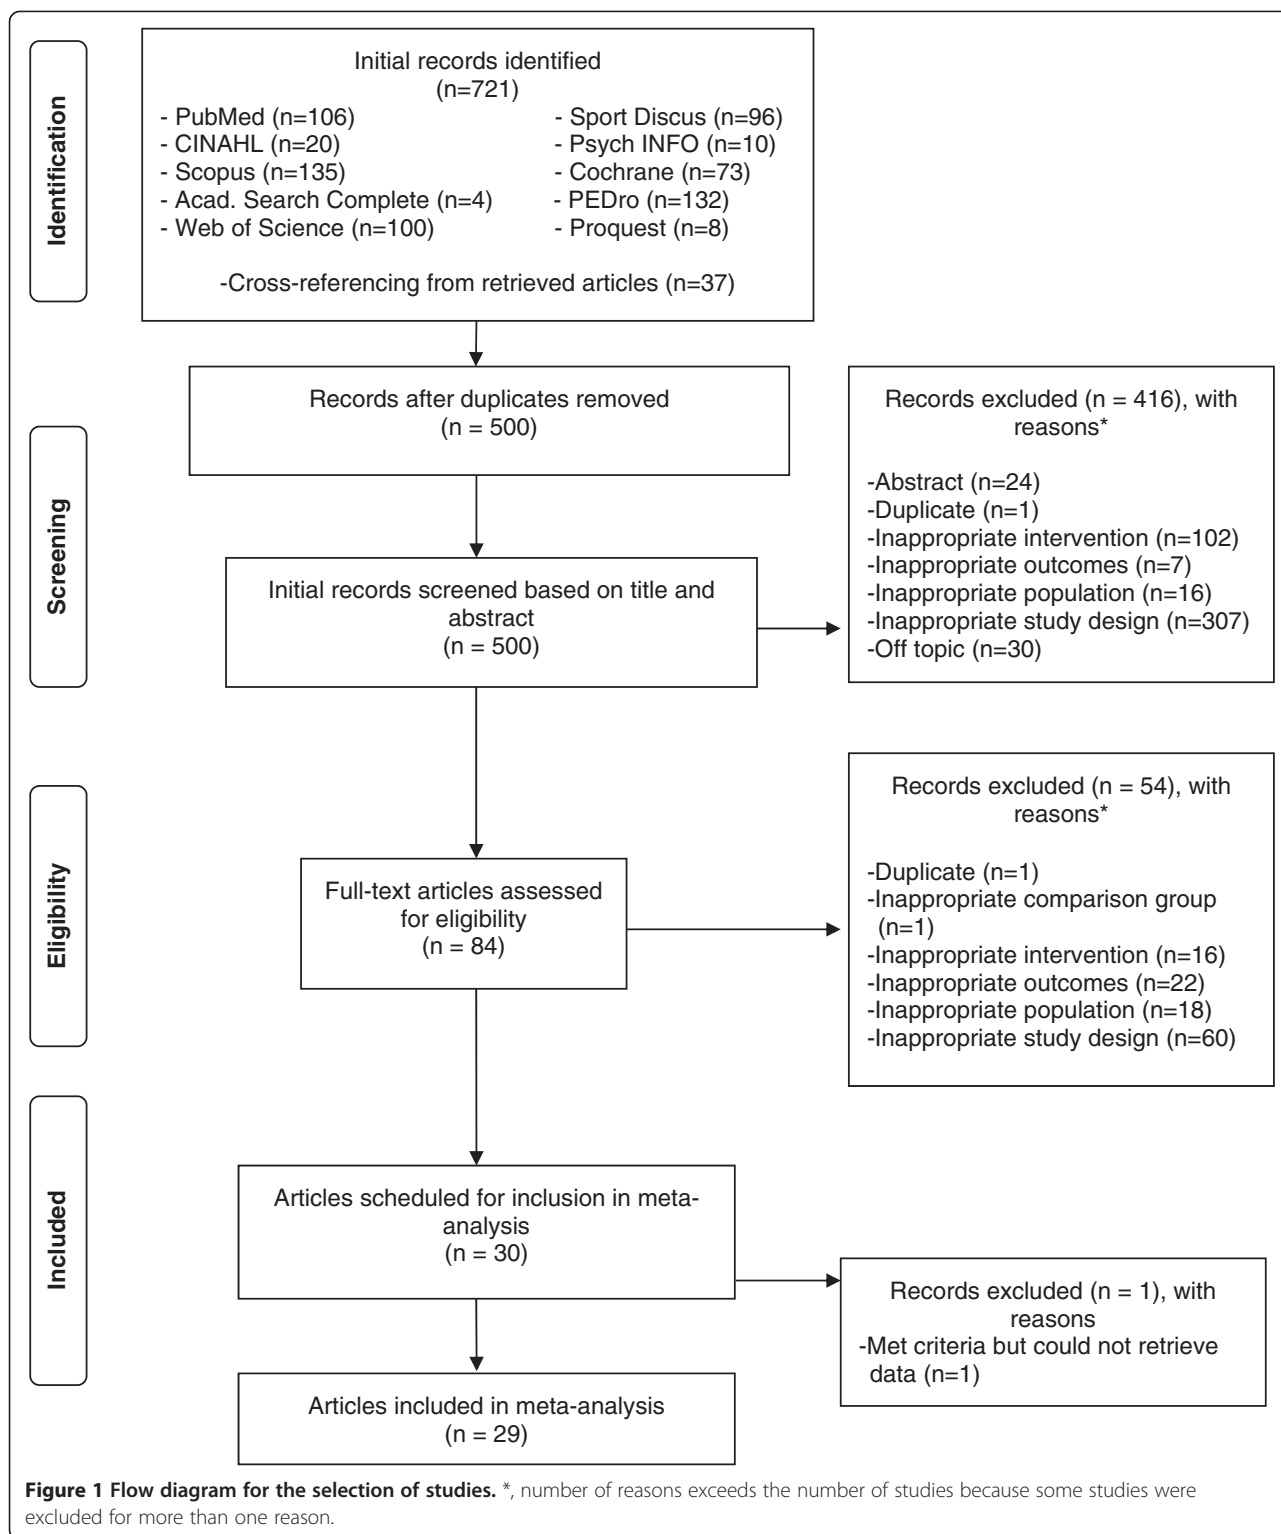 Identification
Initial records identified
(n=721)
- PubMed (n=106)
- CINAHL (n=20)
- Scopus (n=135)
- Acad. Search Complete (n=4)
- Web of Science (n=100)
- Sport Discus (n=96)
- Psych INFO (n=10)
- Cochrane (n=73)
- PEDro (n=132)
- Proquest (n=8)
-Cross-referencing from retrieved articles (n=37)
Screening
Records after duplicates removed
(n = 500)
Initial records screened based on title and
abstract
(n = 500)
Records excluded (n = 416), with
reasons*
-Abstract (n=24)
-Duplicate (n=1)
-Inappropriate intervention (n=102)
-Inappropriate outcomes (n=7)
-Inappropriate population (n=16)
-Inappropriate study design (n=307)
-Off topic (n=30)
Eligibility
Full-text articles assessed
for eligibility
(n = 84)
Records excluded (n = 54), with
reasons*
-Duplicate (n=1)
-Inappropriate comparison group
(n=1)
-Inappropriate intervention (n=16)
-Inappropriate outcomes (n=22)
-Inappropriate population (n=18)
-Inappropriate study design (n=60)
Included
Articles scheduled for inclusion in meta-
analysis
(n = 30)
Records excluded (n = 1), with
reasons
-Met criteria but could not retrieve
data (n=1)
Articles included in meta-analysis
(n = 29)
Figure 1 Flow diagram for the selection of studies. *, number of reasons exceeds the number of studies because some studies were
excluded for more than one reason.